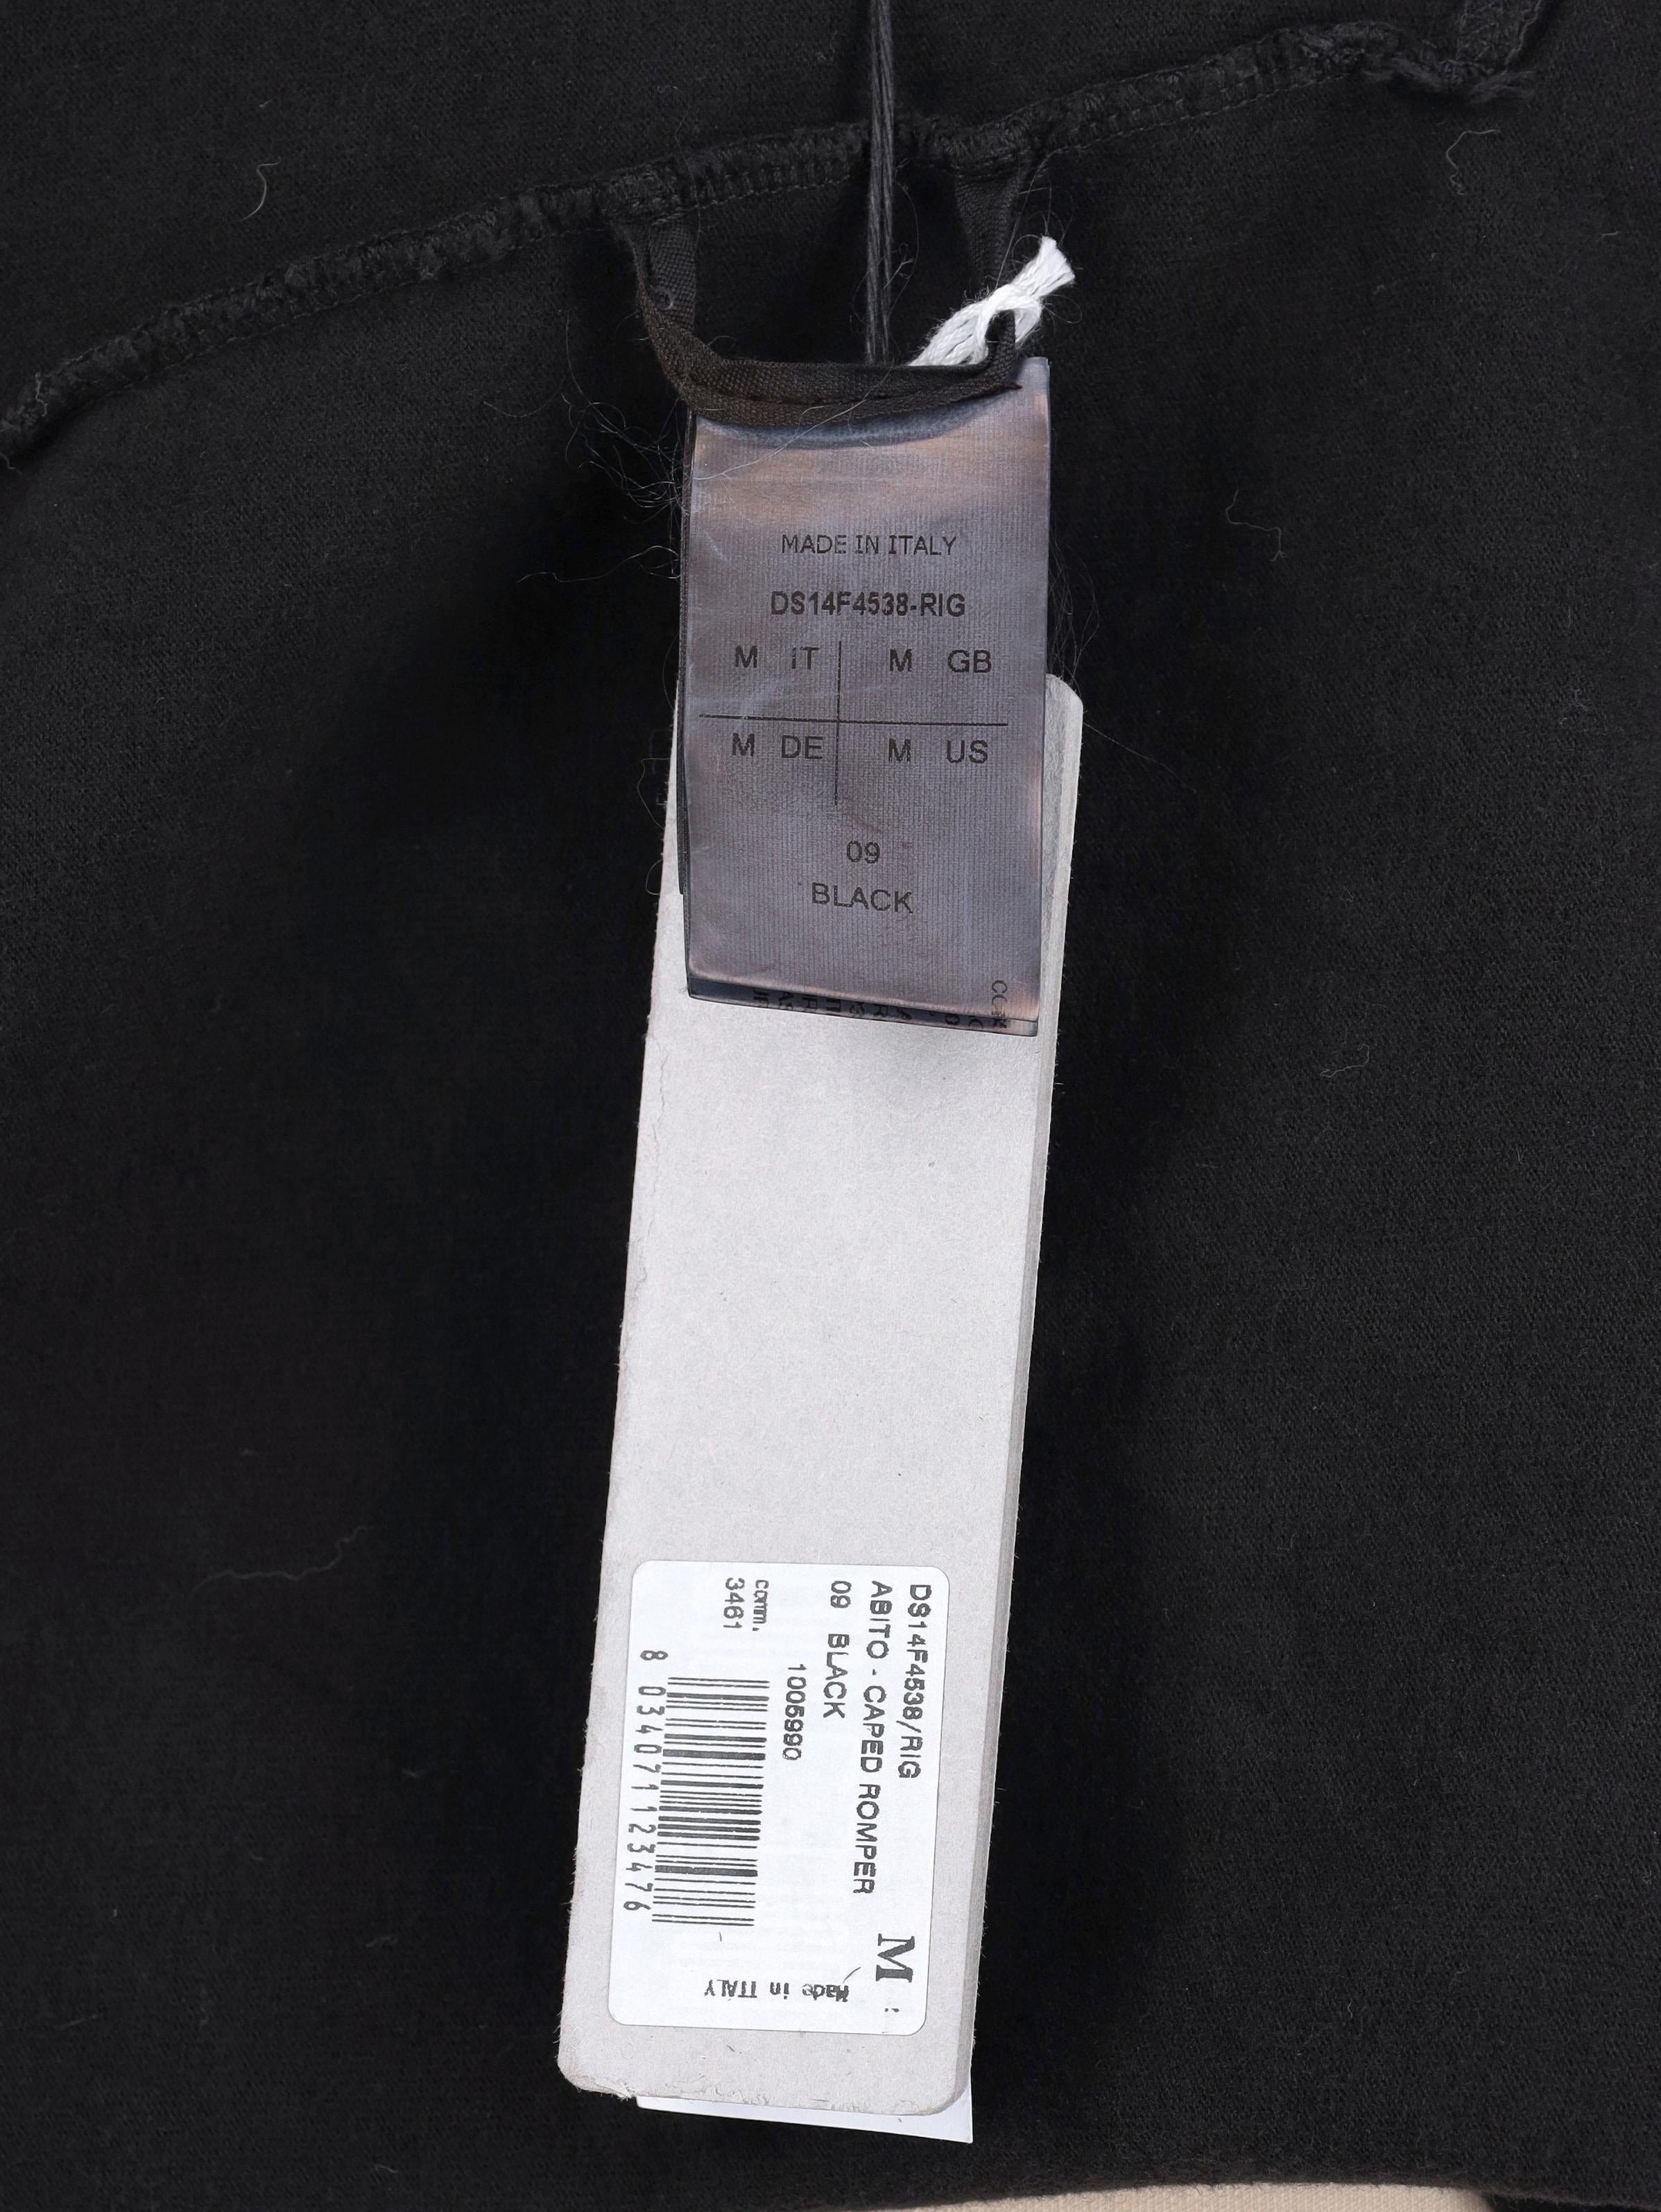 MADE IN ITALY
DS14F4538-RIG
M IT M GB
M DE M US
09
BLACK
DS14F4538/RIG
ABITO - CAPED ROMPER
09 BLACK
1005990
comm.
3461
8 034071 123476
M
Made in ITALY